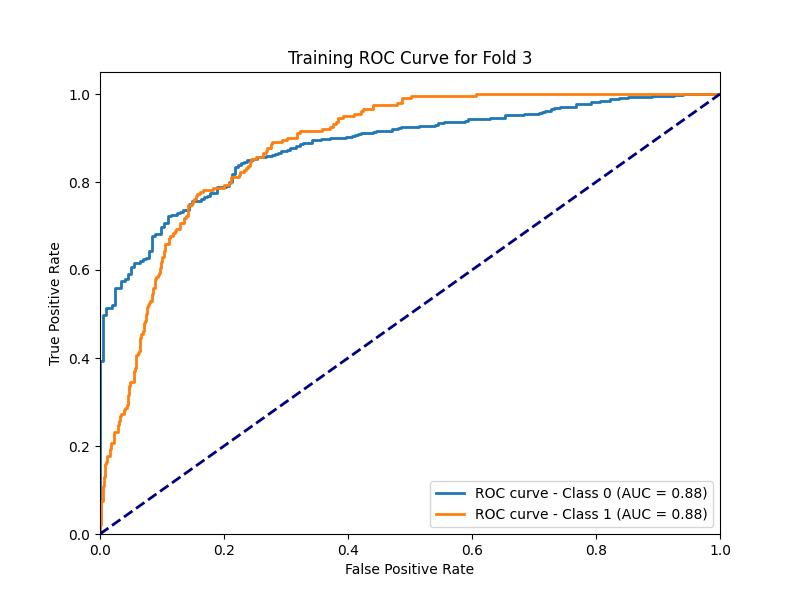 Training ROC Curve for Fold 3
True Positive Rate
1.0
0.8
0.6
0.4
0.2
0.0
0.0 0.2 0.4 0.6 0.8 1.0
False Positive Rate
ROC curve - Class 0 (AUC = 0.88)
ROC curve - Class 1 (AUC = 0.88)